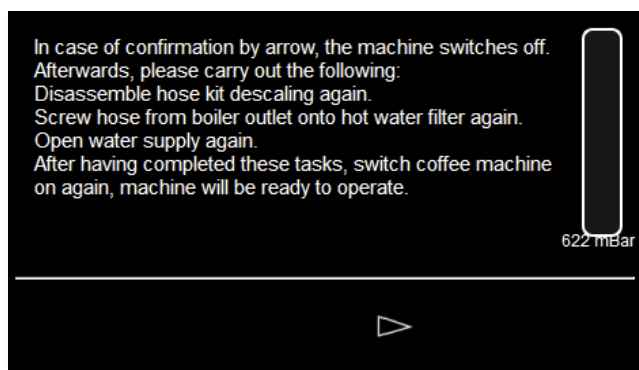 In case of confirmation by arrow, the machine switches off.
Afterwards, please carry out the following:
Disassemble hose kit descaling again.
Screw hose from boiler outlet onto hot water filter again.
Open water supply again.
After having completed these tasks, switch coffee machine
on again, machine will be ready to operate.
622 mBar